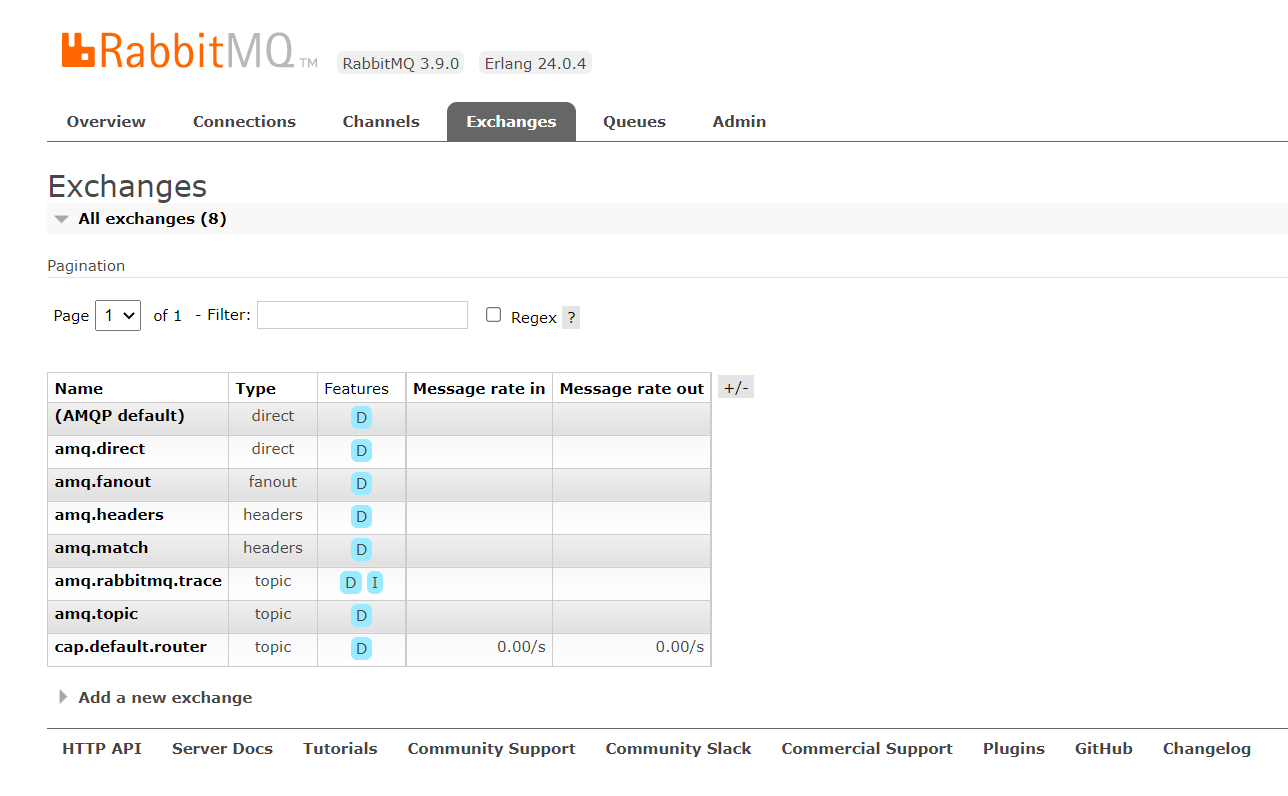 RabbitMQ TM RabbitMQ 3.9.0 Erlang 24.0.4
Overview Connections Channels Exchanges Queues Admin
Exchanges
All exchanges (8)
Pagination
Page 1 of 1 - Filter: Regex ?
Name Type Features Message rate in Message rate out +/-
(AMQP default) direct D
amq.direct direct D
amq.fanout fanout D
amq.headers headers D
amq.match headers D
amq.rabbitmq.trace topic D I
amq.topic topic D
cap.default.router topic D 0.00/s 0.00/s
Add a new exchange
HTTP API Server Docs Tutorials Community Support Community Slack Commercial Support Plugins GitHub Changelog